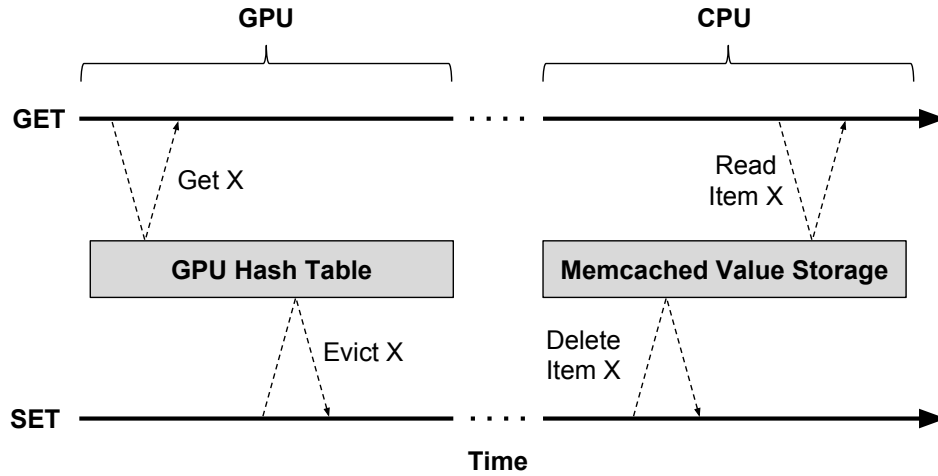 GPU
CPU
GET
Get X
Read
Item X
GPU Hash Table
Memcached Value Storage
Evict X
Delete
Item X
SET
Time